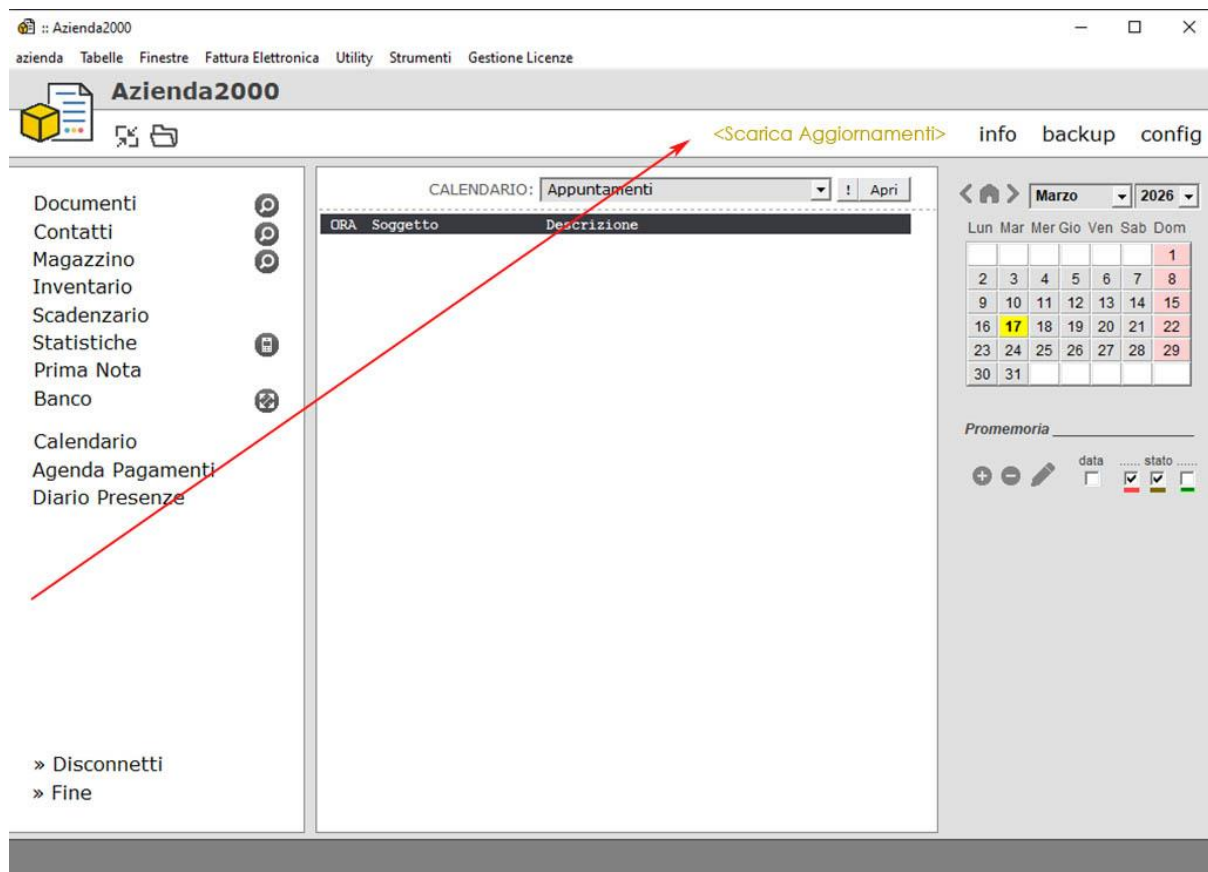 :: Azienda2000
azienda Tabelle Finestre Fattura Elettronica Utility Strumenti Gestione Licenze
Azienda2000
<Scarica Aggiornamenti> info backup config
Documenti
Contatti
Magazzino
Inventario
Scadenzario
Statistiche
Prima Nota
Banco
Calendario
Agenda Pagamenti
Diario Presenze
» Disconnetti
» Fine
CALENDARIO: Appuntamenti ! Apri
ORA Soggetto Descrizione
Marzo 2026
Lun Mar Mer Gio Ven Sab Dom
1
2 3 4 5 6 7 8
9 10 11 12 13 14 15
16 17 18 19 20 21 22
23 24 25 26 27 28 29
30 31
Promemoria
data ...... stato ......